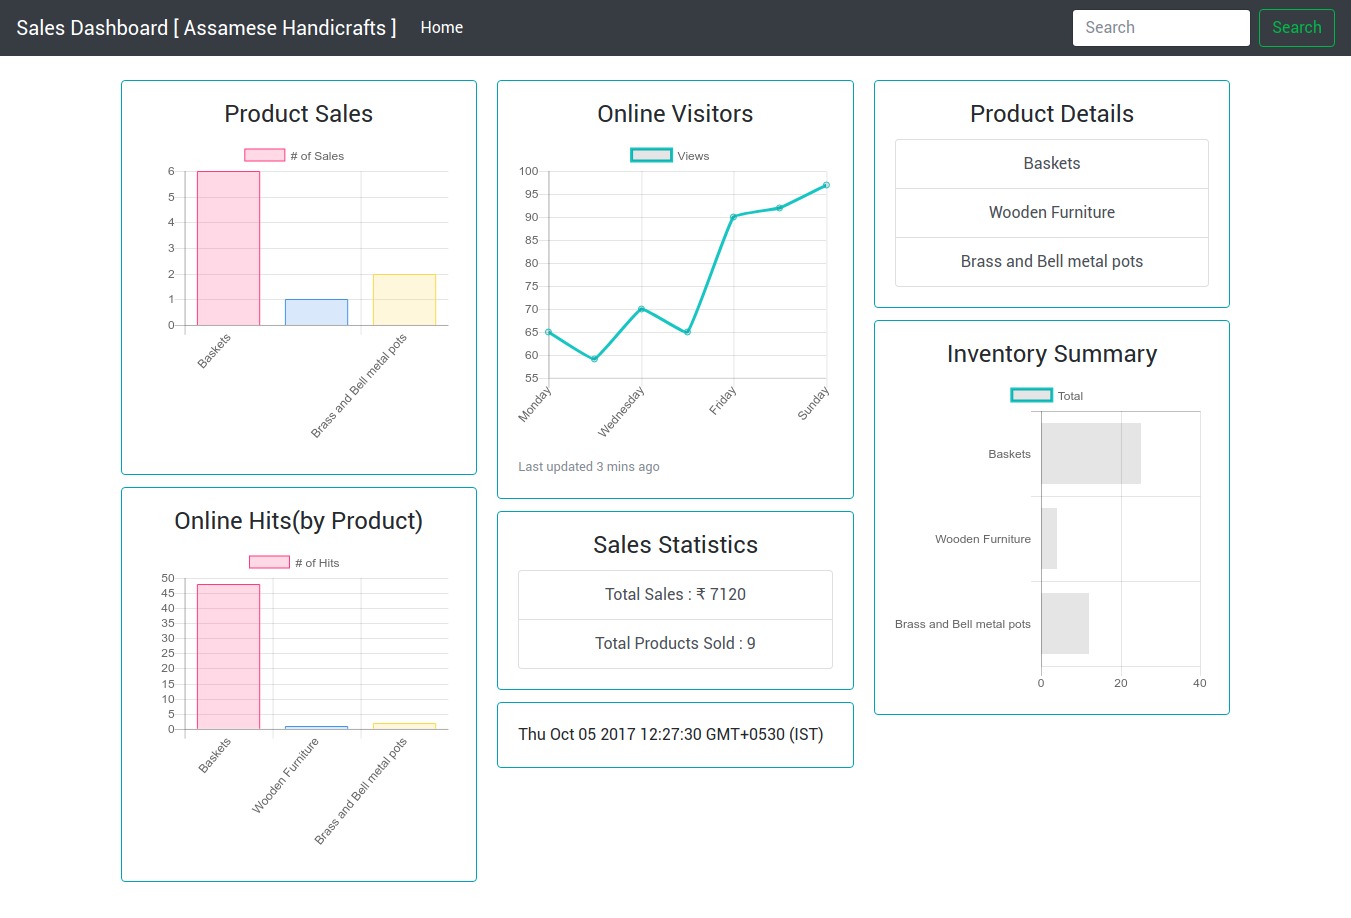 Sales Dashboard [ Assamese Handicrafts ] Home Search Search
Product Sales
# of Sales
6
5
4
3
2
1
0
Baskets
Brass and Bell metal pots
Online Hits(by Product)
# of Hits
50
45
40
35
30
25
20
15
10
5
0
Baskets
Wooden Furniture
Brass and Bell metal pots
Online Visitors
Views
100
95
90
85
80
75
70
65
60
55
Monday
Wednesday
Friday
Sunday
Last updated 3 mins ago
Sales Statistics
Total Sales : ₹ 7120
Total Products Sold : 9
Thu Oct 05 2017 12:27:30 GMT+0530 (IST)
Product Details
Baskets
Wooden Furniture
Brass and Bell metal pots
Inventory Summary
Total
Baskets
Wooden Furniture
Brass and Bell metal pots
0 20 40